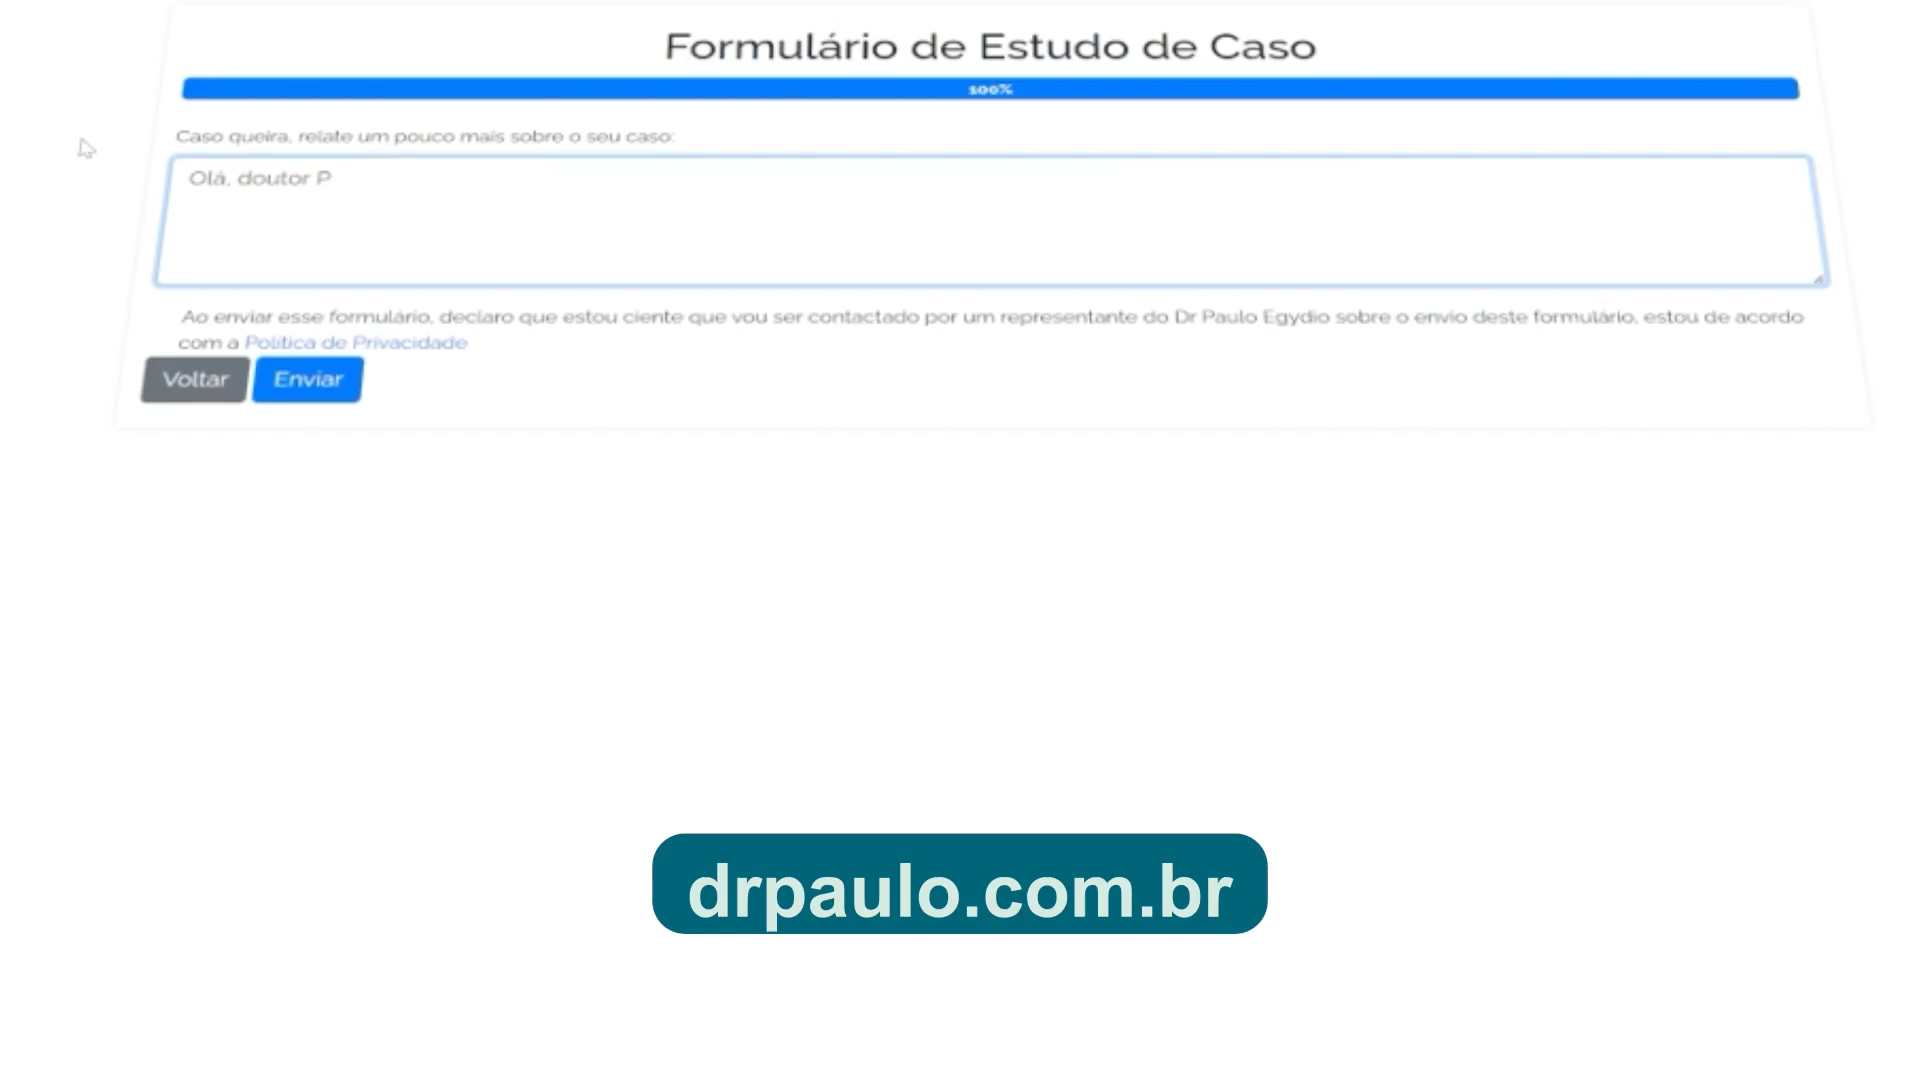 Formulário de Estudo de Caso
100%
Caso queira, relate um pouco mais sobre o seu caso:
Olá, doutor P
Ao enviar esse formulário, declaro que estou ciente que vou ser contactado por um representante do Dr Paulo Egydio sobre o envio deste formulário, estou de acordo
com a Política de Privacidade
Voltar Enviar
drpaulo.com.br